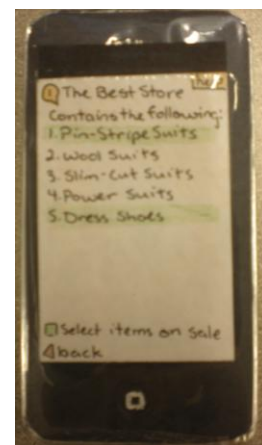 help
The Best Store
Contains the following:
1. Pin-Stripe Suits
2. Wool Suits
3. Slim-Cut Suits
4. Power Suits
5. Dress Shoes
Select items on sale
back